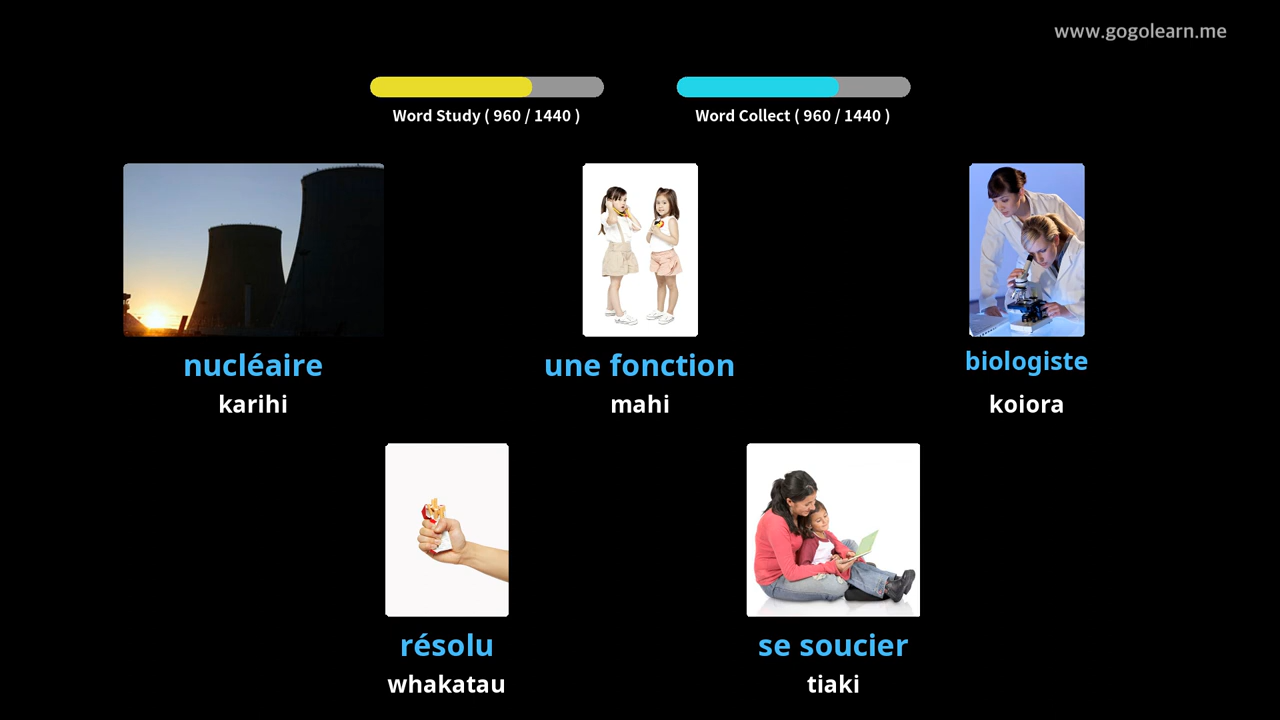 www.gogolearn.me
Word Study ( 960 / 1440 )
Word Collect ( 960 / 1440 )
nucléaire
karihi
une fonction
mahi
biologiste
koiora
résolu
whakatau
se soucier
tiaki